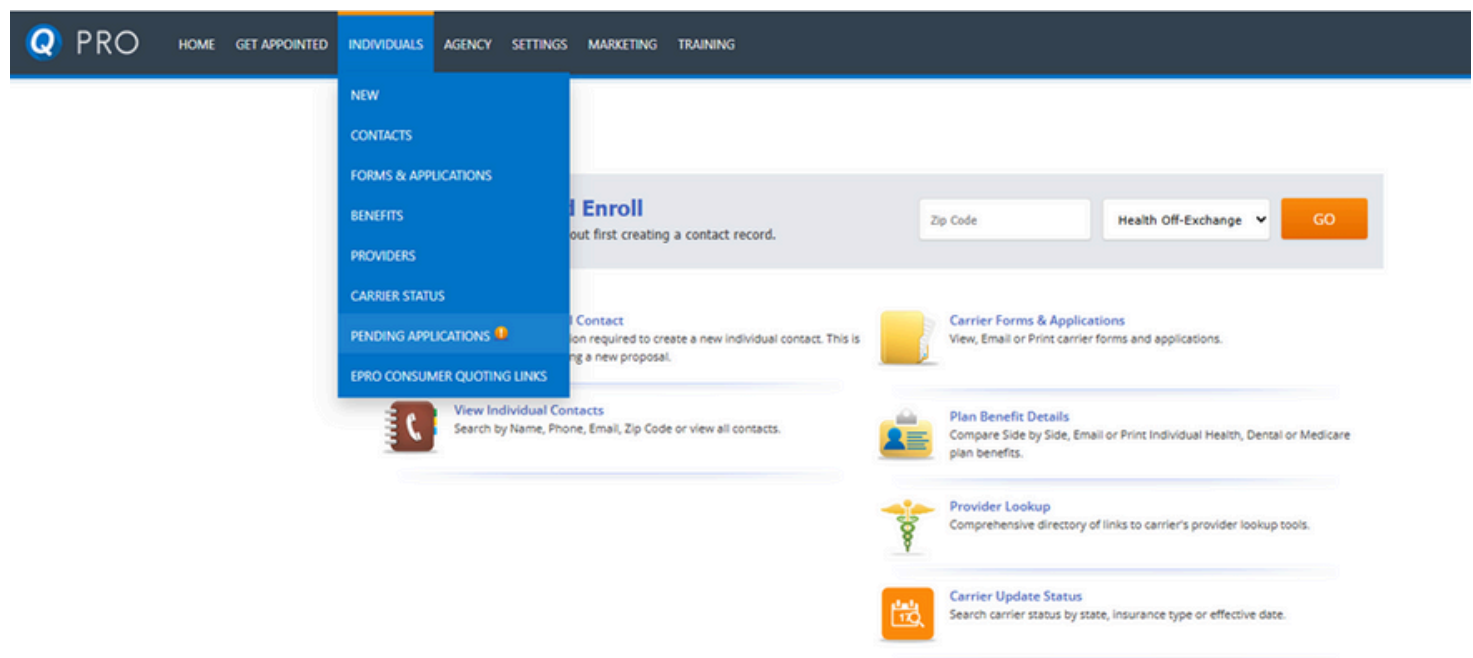 Q PRO
HOME GET APPOINTED INDIVIDUALS AGENCY SETTINGS MARKETING TRAINING
NEW
CONTACTS
FORMS & APPLICATIONS
BENEFITS
PROVIDERS
CARRIER STATUS
PENDING APPLICATIONS !
EPRO CONSUMER QUOTING LINKS
Enroll
out first creating a contact record.
Zip Code
Health Off-Exchange
GO
Contact
required to create a new individual contact. This is
a new proposal.
View Individual Contacts
Search by Name, Phone, Email, Zip Code or view all contacts.
Carrier Forms & Applications
View, Email or Print carrier forms and applications.
Plan Benefit Details
Compare Side by Side, Email or Print Individual Health, Dental or Medicare
plan benefits.
Provider Lookup
Comprehensive directory of links to carrier's provider lookup tools.
Carrier Update Status
Search carrier status by state, insurance type or effective date.